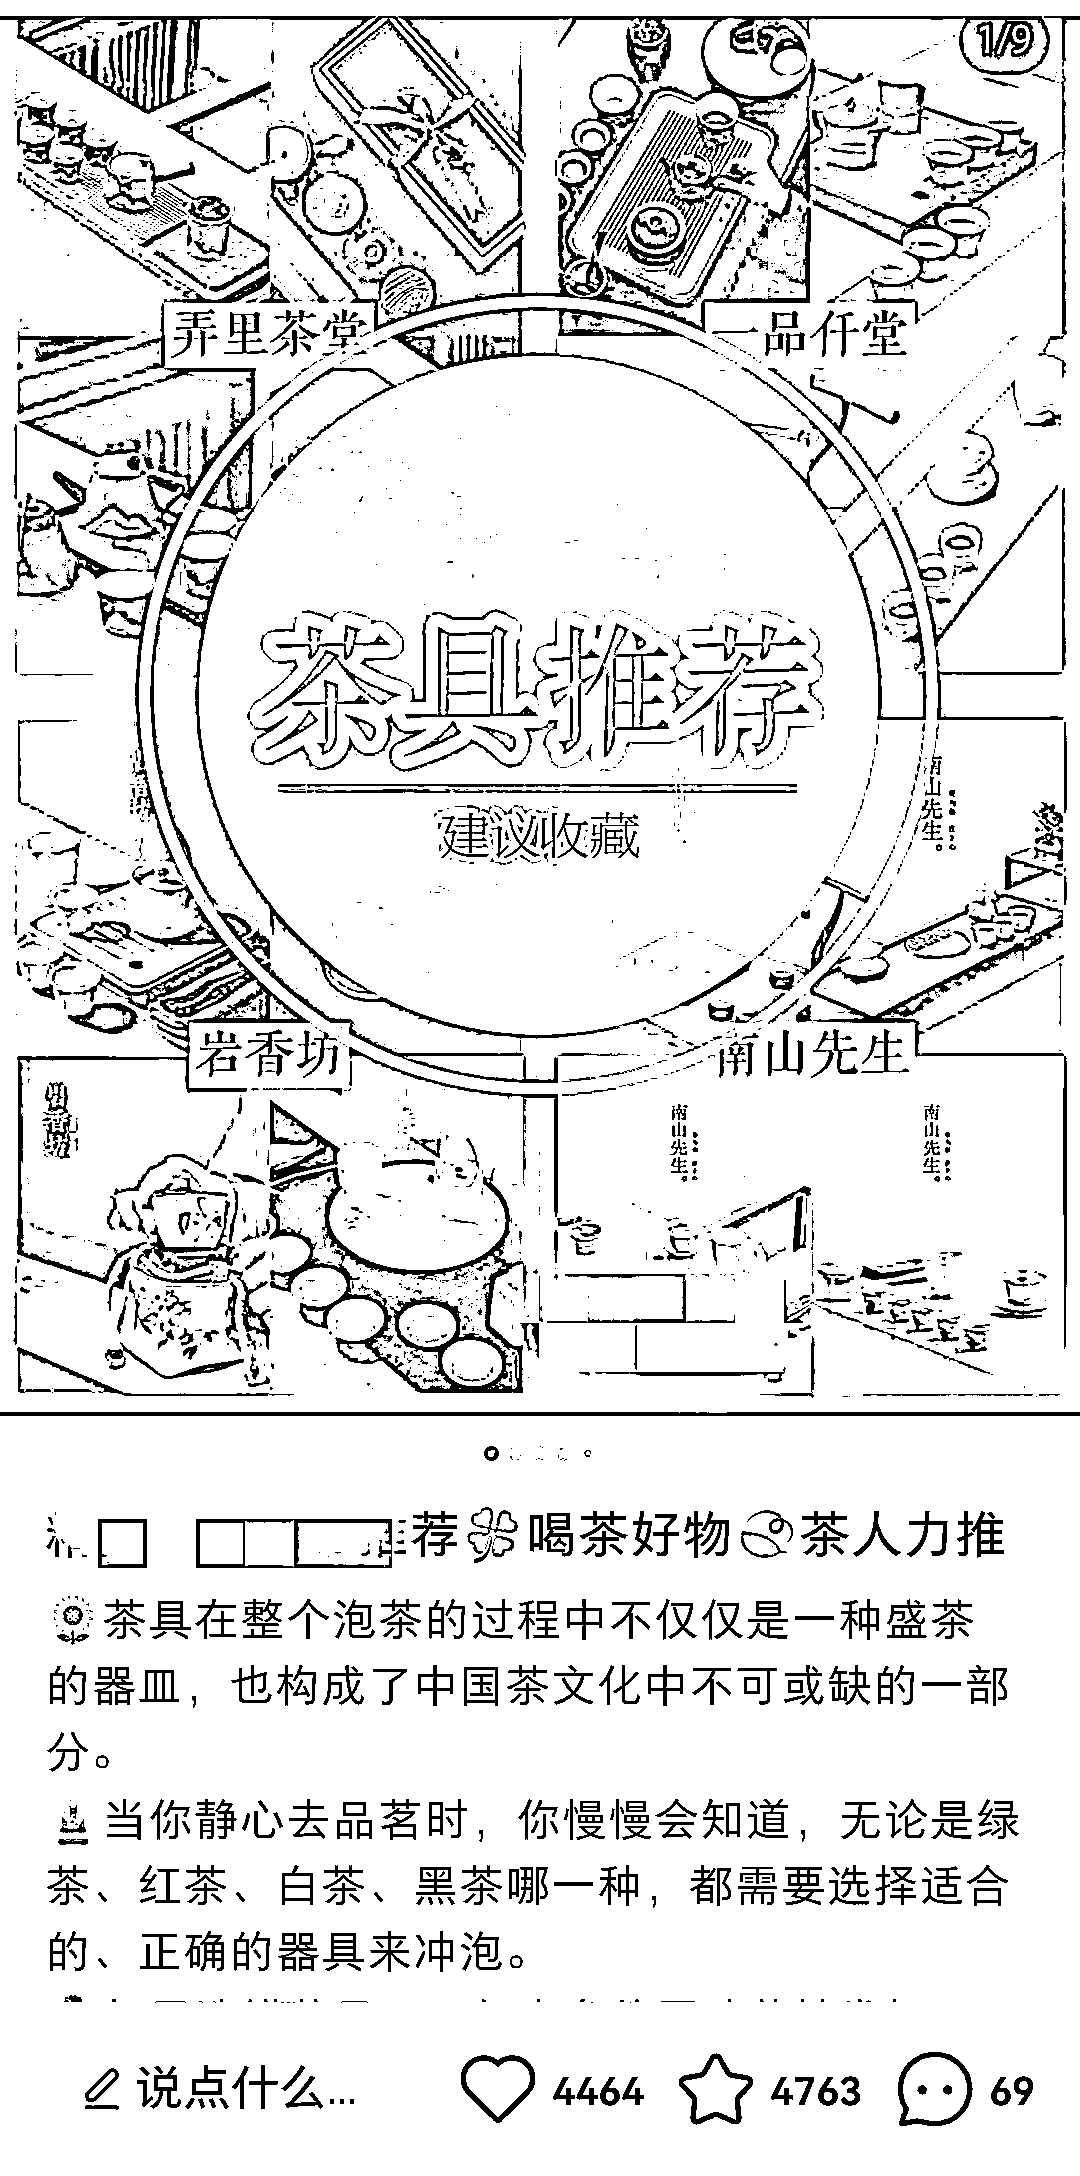 1/9
弄里茶堂
一品仟堂
茶具推荐
建议收藏
南山先生。
岩香坊
南山先生
岩香坊
南山先生。
南山先生。
荐🍀喝茶好物🍃茶人力推
茶具在整个泡茶的过程中不仅仅是一种盛茶
的器皿，也构成了中国茶文化中不可或缺的一部
分。
当你静心去品茗时，你慢慢会知道，无论是绿
茶、红茶、白茶、黑茶哪一种，都需要选择适合
的、正确的器具来冲泡。
说点什么...
4464
4763
69